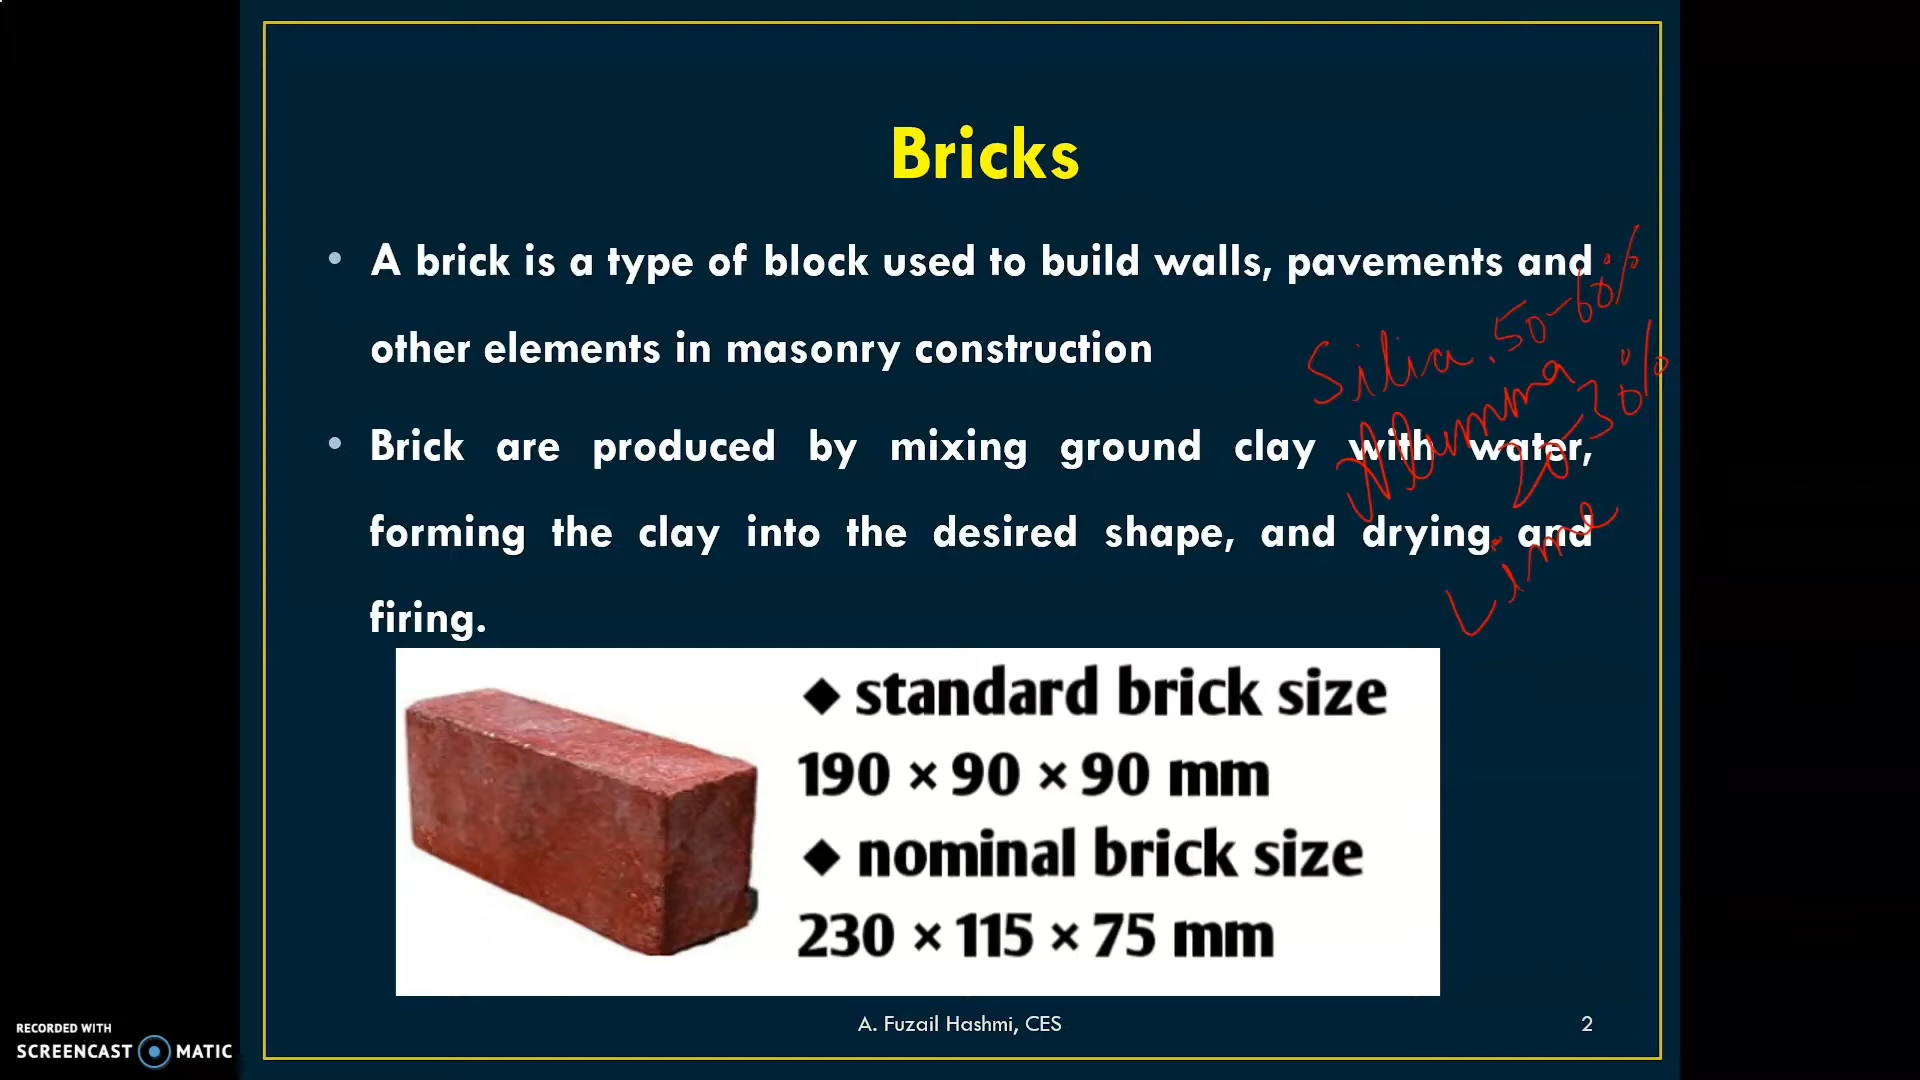 Bricks
• A brick is a type of block used to build walls, pavements and
other elements in masonry construction
• Brick are produced by mixing ground clay with water,
forming the clay into the desired shape, and drying and
firing.
Silia. 50-60%
Alumina
20-30%
Lime
◆ standard brick size
190 × 90 × 90 mm
◆ nominal brick size
230 × 115 × 75 mm
A. Fuzail Hashmi, CES
2
RECORDED WITH
SCREENCAST MATIC